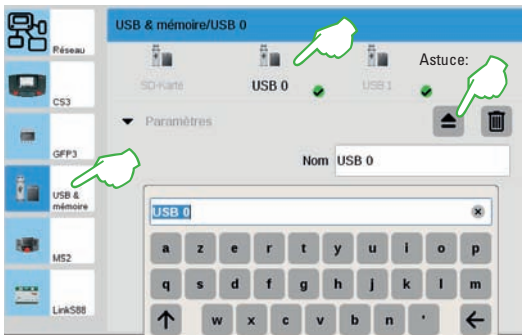 USB & mémoire/USB 0
Réseau
CS3
GFP3
USB &
mémoire
MS2
LinkS88
SD-Karte
USB 0
USB 1
Astuce:
Paramètres
Nom USB 0
USB 0
a z e r t y u i o p
q s d f g h j k l m
w x c v b n '